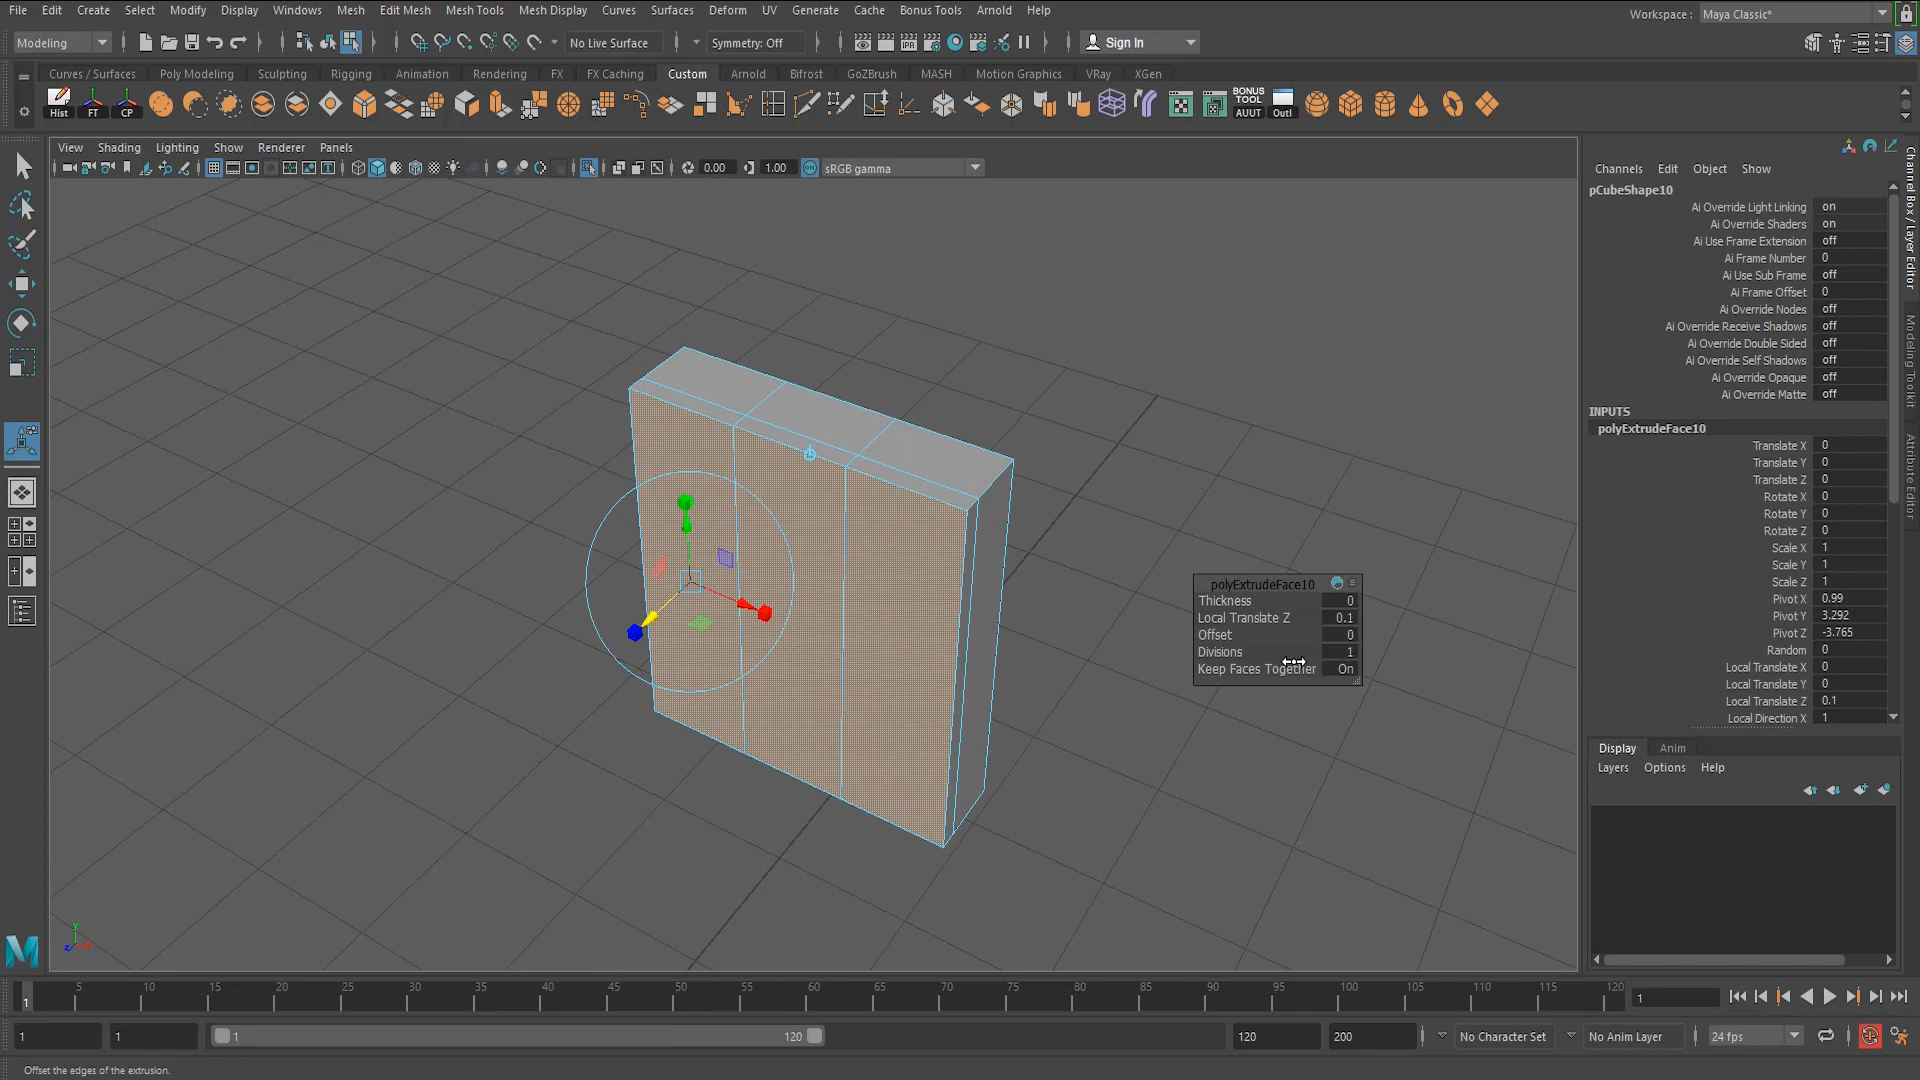 File Edit Create Select Modify Display Windows Mesh Edit Mesh Mesh Tools Mesh Display Curves Surfaces Deform UV Generate Cache Bonus Tools Arnold Help
Workspace : Maya Classic*
Modeling
No Live Surface
Symmetry: Off
IPR
Sign In
Curves / Surfaces Poly Modeling Sculpting Rigging Animation Rendering FX FX Caching Custom Arnold Bifrost GoZBrush MASH Motion Graphics VRay XGen
Hist FT CP
BONUS TOOL AUUT Outl
View Shading Lighting Show Renderer Panels
0.00 1.00 sRGB gamma
Channels Edit Object Show
pCubeShape10
Ai Override Light Linking on
Ai Override Shaders on
Ai Use Frame Extension off
Ai Frame Number 0
Ai Use Sub Frame off
Ai Frame Offset 0
Ai Override Nodes off
Ai Override Receive Shadows off
Ai Override Double Sided off
Ai Override Self Shadows off
Ai Override Opaque off
Ai Override Matte off
INPUTS
polyExtrudeFace10
Translate X 0
Translate Y 0
Translate Z 0
Rotate X 0
Rotate Y 0
Rotate Z 0
Scale X 1
Scale Y 1
Scale Z 1
Pivot X 0.99
Pivot Y 3.292
Pivot Z -3.765
Random 0
Local Translate X 0
Local Translate Y 0
Local Translate Z 0.1
Local Direction X 1
Channel Box / Layer Editor
Modeling Toolkit
Attribute Editor
polyExtrudeFace10
Thickness 0
Local Translate Z 0.1
Offset 0
Divisions 1
Keep Faces Together On
Display Anim
Layers Options Help
y
z
x
1 5 10 15 20 25 30 35 40 45 50 55 60 65 70 75 80 85 90 95 100 105 110 115 120
1
1 1 1 120 120 200
No Character Set
No Anim Layer
24 fps
Offset the edges of the extrusion.